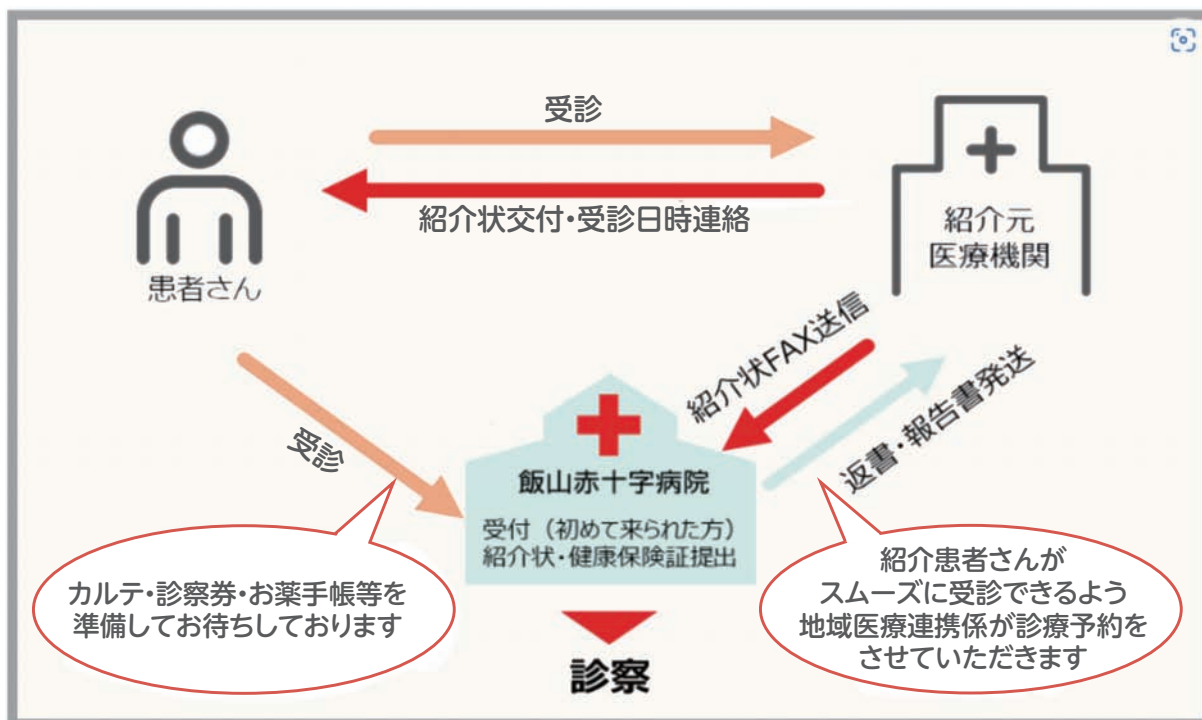 受診
紹介状交付・受診日時連絡
患者さん
紹介元
医療機関
紹介状FAX送信
返書・報告書発送
受診
飯山赤十字病院
受付（初めて来られた方）
紹介状・健康保険証提出
カルテ・診察券・お薬手帳等を
準備してお待ちしております
紹介患者さんが
スムーズに受診できるよう
地域医療連携係が診療予約を
させていただきます
診察